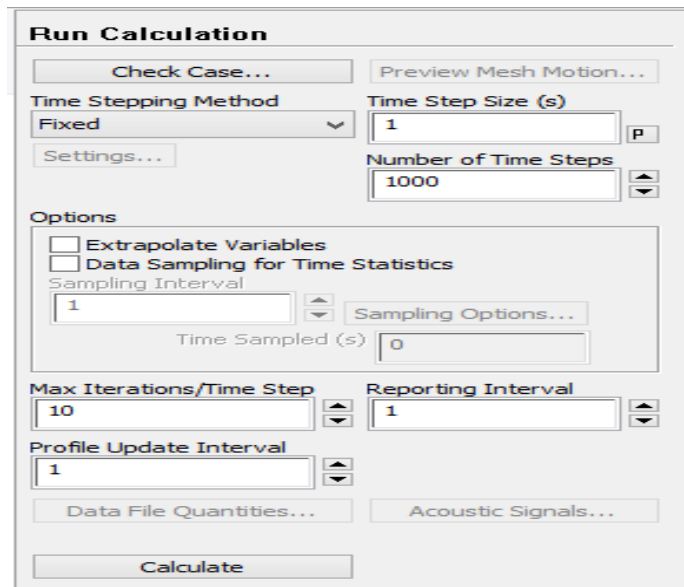 Run Calculation
Check Case... Preview Mesh Motion...
Time Stepping Method Time Step Size (s)
Fixed 1 P
Settings... Number of Time Steps
1000
Options
Extrapolate Variables
Data Sampling for Time Statistics
Sampling Interval
1 Sampling Options...
Time Sampled (s) 0
Max Iterations/Time Step Reporting Interval
10 1
Profile Update Interval
1
Data File Quantities... Acoustic Signals...
Calculate